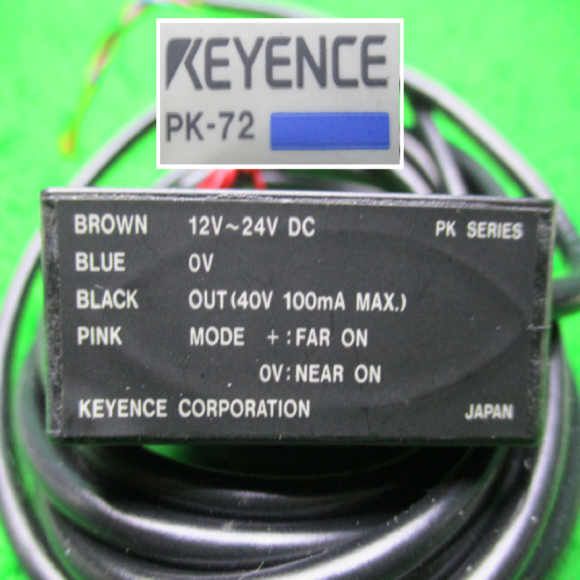 KEYENCE
PK-72
BROWN 12V~24V DC PK SERIES
BLUE 0V
BLACK OUT(40V 100mA MAX.)
PINK MODE +:FAR ON
0V:NEAR ON
KEYENCE CORPORATION JAPAN